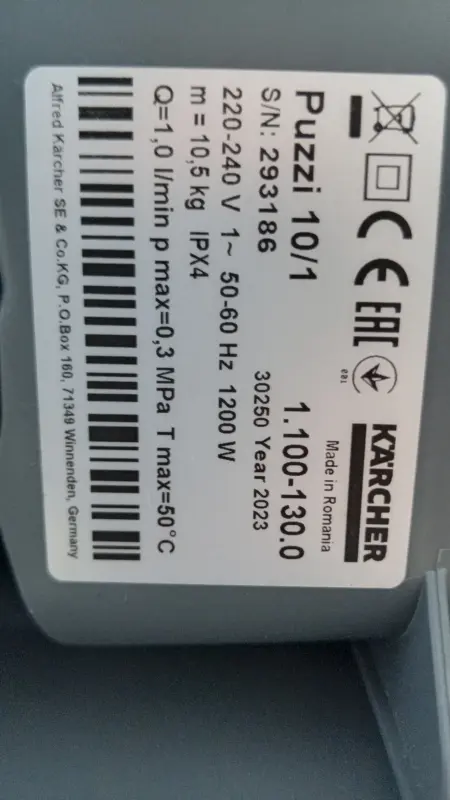 CE EAC
KÄRCHER
Made in Romania
Puzzi 10/1 1.100-130.0
S/N: 293186 30250 Year 2023
220-240 V 1~ 50-60 Hz 1200 W
m = 10,5 kg IPX4
Q=1,0 l/min p max=0,3 MPa T max=50°C
Alfred Kärcher SE & Co.KG, P.O.Box 160, 71349 Winnenden, Germany